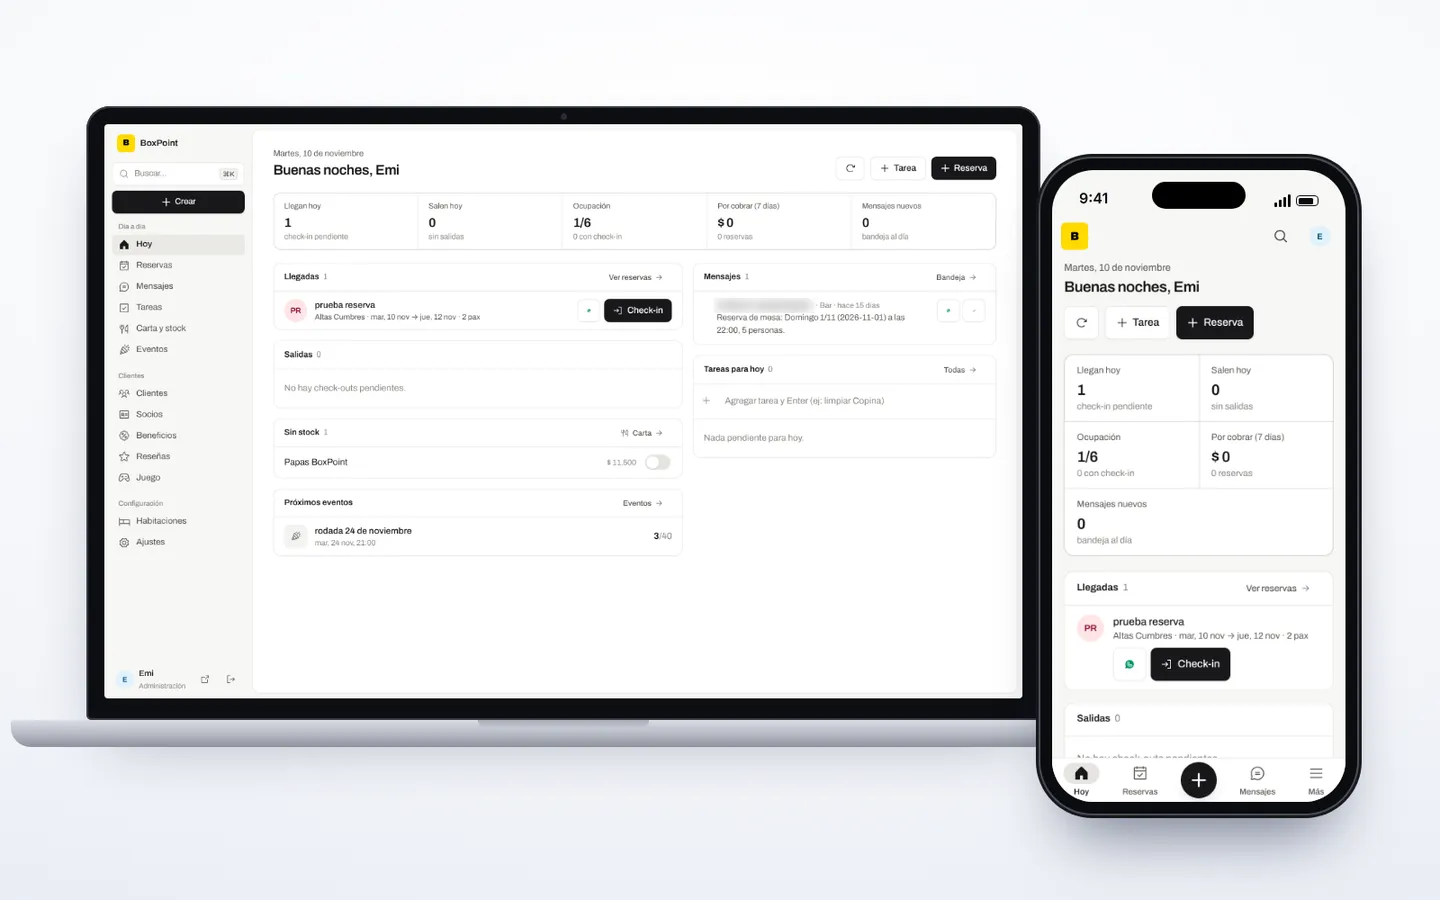 B BoxPoint
Buscar... ⌘K
+ Crear
Día a día
Hoy
Reservas
Mensajes
Tareas
Carta y stock
Eventos
Clientes
Clientes
Socios
Beneficios
Reseñas
Juego
Configuración
Habitaciones
Ajustes
E Emi
Administración
Martes, 10 de noviembre
Buenas noches, Emi
+ Tarea
+ Reserva
Llegan hoy
1
check-in pendiente
Salen hoy
0
sin salidas
Ocupación
1/6
0 con check-in
Por cobrar (7 días)
$ 0
0 reservas
Mensajes nuevos
0
bandeja al día
Llegadas 1 Ver reservas →
PR prueba reserva
Altas Cumbres · mar, 10 nov → jue, 12 nov · 2 pax
Check-in
Salidas 0
No hay check-outs pendientes.
Sin stock 1 Carta →
Papas BoxPoint $ 11.500
Próximos eventos Eventos →
rodada 24 de noviembre 3/40
mar, 24 nov, 21:00
Mensajes 1 Bandeja →
· Bar · hace 15 días
Reserva de mesa: Domingo 1/11 (2026-11-01) a las
22:00, 5 personas.
Tareas para hoy 0 Todas →
+ Agregar tarea y Enter (ej: limpiar Copina)
Nada pendiente para hoy.
9:41
B E
Martes, 10 de noviembre
Buenas noches, Emi
+ Tarea
+ Reserva
Llegan hoy
1
check-in pendiente
Salen hoy
0
sin salidas
Ocupación
1/6
0 con check-in
Por cobrar (7 días)
$ 0
0 reservas
Mensajes nuevos
0
bandeja al día
Llegadas 1 Ver reservas →
PR prueba reserva
Altas Cumbres · mar, 10 nov → jue, 12 nov · 2 pax
Check-in
Salidas 0
No hay check-outs pendientes.
Hoy
Reservas
+
Mensajes
Más